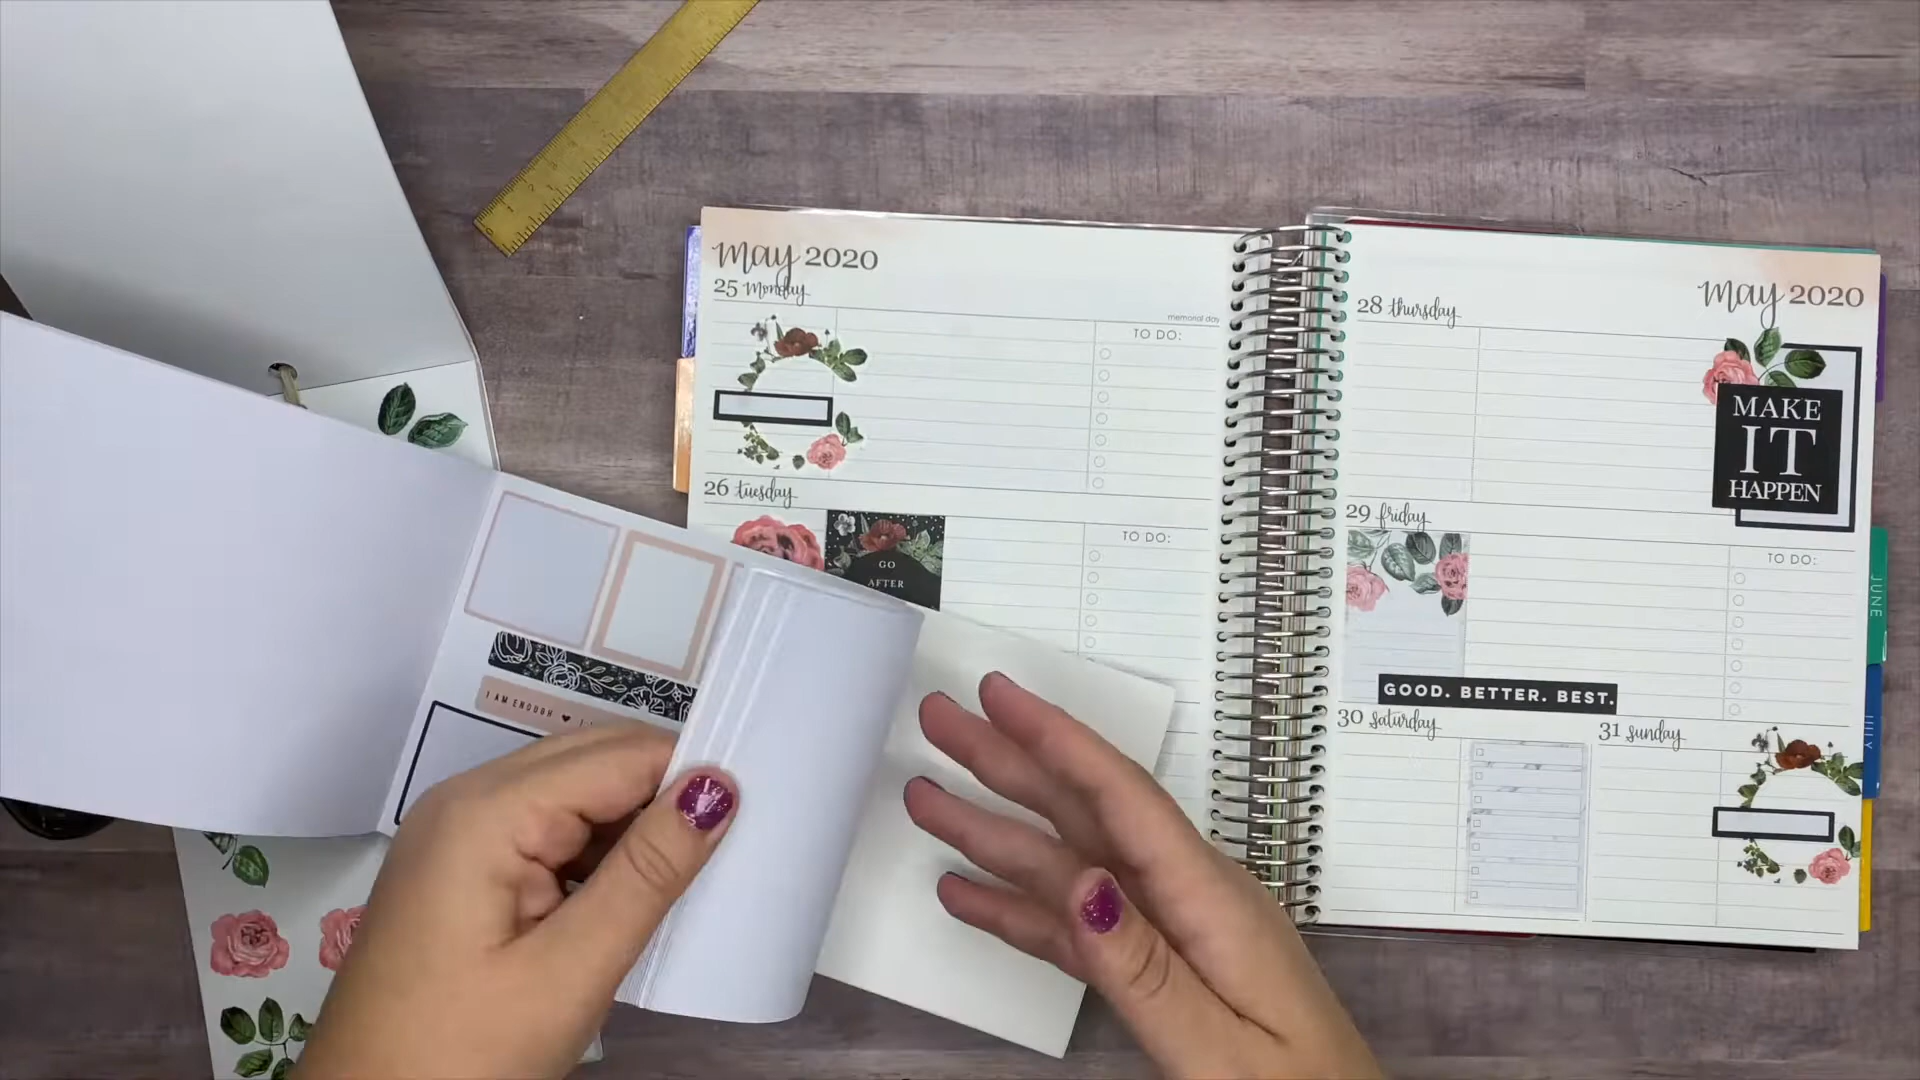 may 2020
25 monday
memorial day
TO DO:
26 tuesday
TO DO:
GO
AFTER
I AM ENOUGH
may 2020
28 thursday
MAKE
IT
HAPPEN
29 friday
TO DO:
GOOD. BETTER. BEST.
30 saturday
31 sunday
JUNE
JULY